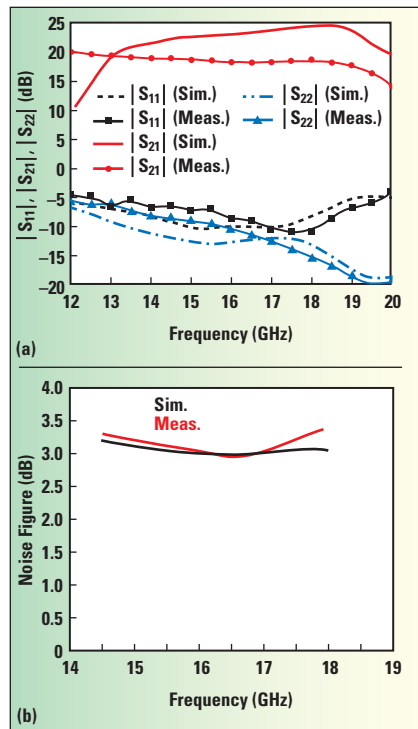 25
20
15
10
5
0
−5
−10
−15
−20
|S11|, |S21|, |S22| (dB)
|S11| (Sim.)
|S11| (Meas.)
|S21| (Sim.)
|S21| (Meas.)
|S22| (Sim.)
|S22| (Meas.)
12 13 14 15 16 17 18 19 20
Frequency (GHz)
(a)
4.0
3.5
3.0
2.5
2.0
1.5
1.0
0.5
0
Noise Figure (dB)
Sim.
Meas.
14 15 16 17 18 19
Frequency (GHz)
(b)